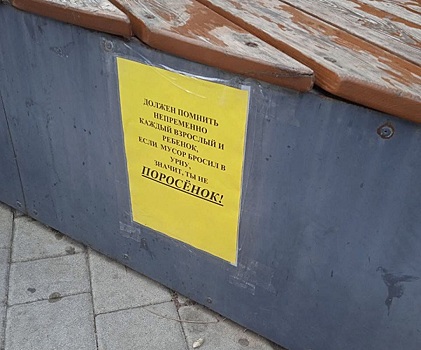 ДОЛЖЕН ПОМНИТЬ
НЕПРЕМЕННО
КАЖДЫЙ ВЗРОСЛЫЙ И
РЕБЕНОК,
ЕСЛИ МУСОР БРОСИЛ В
УРНУ,
ЗНАЧИТ, ТЫ НЕ
ПОРОСЁНОК!